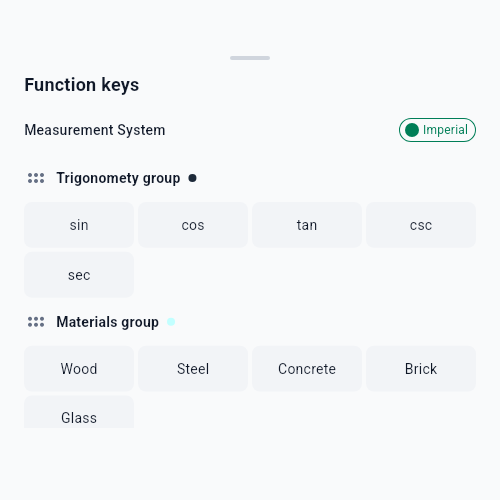 Function keys
Measurement System Imperial
Trigonomety group
sin cos tan csc
sec
Materials group
Wood Steel Concrete Brick
Glass